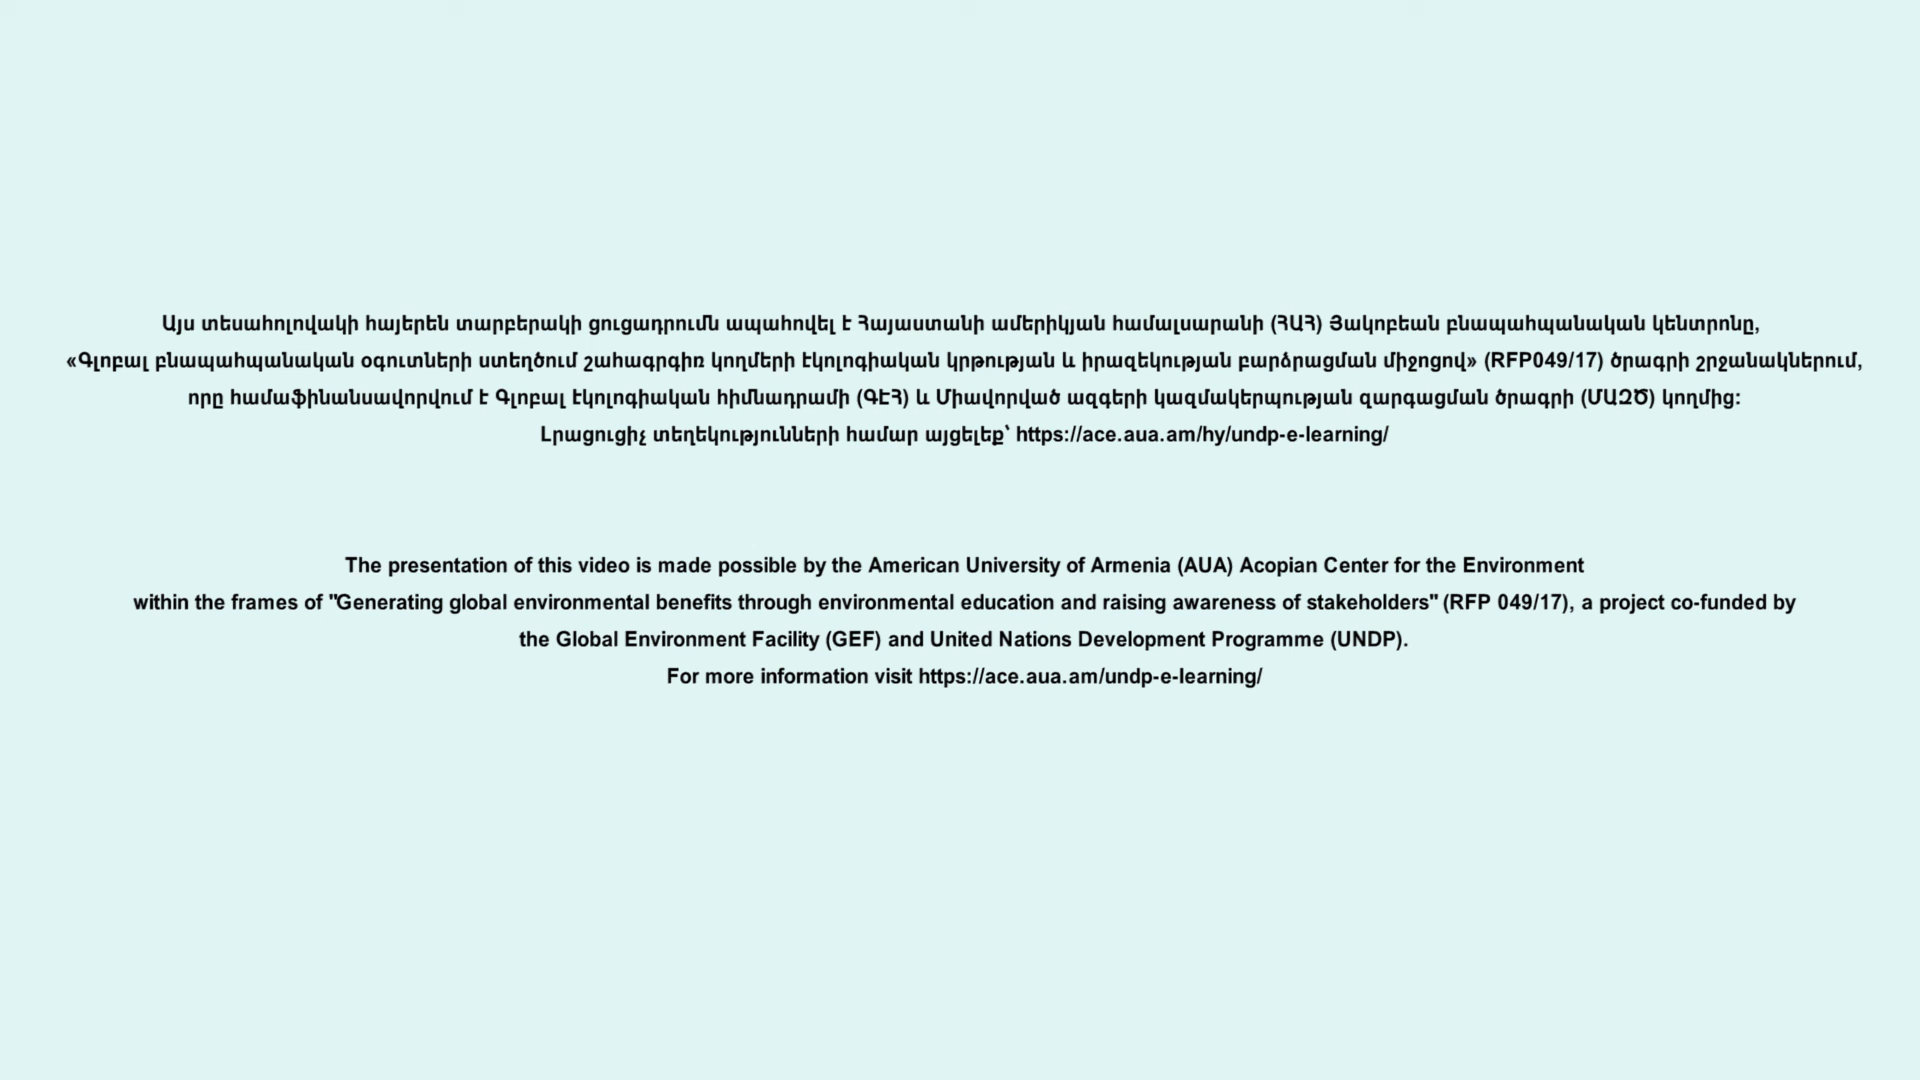 Այս տեսահոլովակի հայերեն տարբերակի ցուցադրումն ապահովել է Հայաստանի ամերիկյան համալսարանի (ՀԱՀ) Յակոբեան բնապահպանական կենտրոնը,
«Գլոբալ բնապահպանական օգուտների ստեղծում շահագրգիռ կողմերի էկոլոգիական կրթության և իրազեկության բարձրացման միջոցով» (RFP049/17) ծրագրի շրջանակներում,
որը համաֆինանսավորվում է Գլոբալ էկոլոգիական հիմնադրամի (ԳԷՀ) և Միավորված ազգերի կազմակերպության զարգացման ծրագրի (ՄԱԶԾ) կողմից:
Լրացուցիչ տեղեկությունների համար այցելեք՝ https://ace.aua.am/hy/undp-e-learning/
The presentation of this video is made possible by the American University of Armenia (AUA) Acopian Center for the Environment
within the frames of "Generating global environmental benefits through environmental education and raising awareness of stakeholders" (RFP 049/17), a project co-funded by
the Global Environment Facility (GEF) and United Nations Development Programme (UNDP).
For more information visit https://ace.aua.am/undp-e-learning/